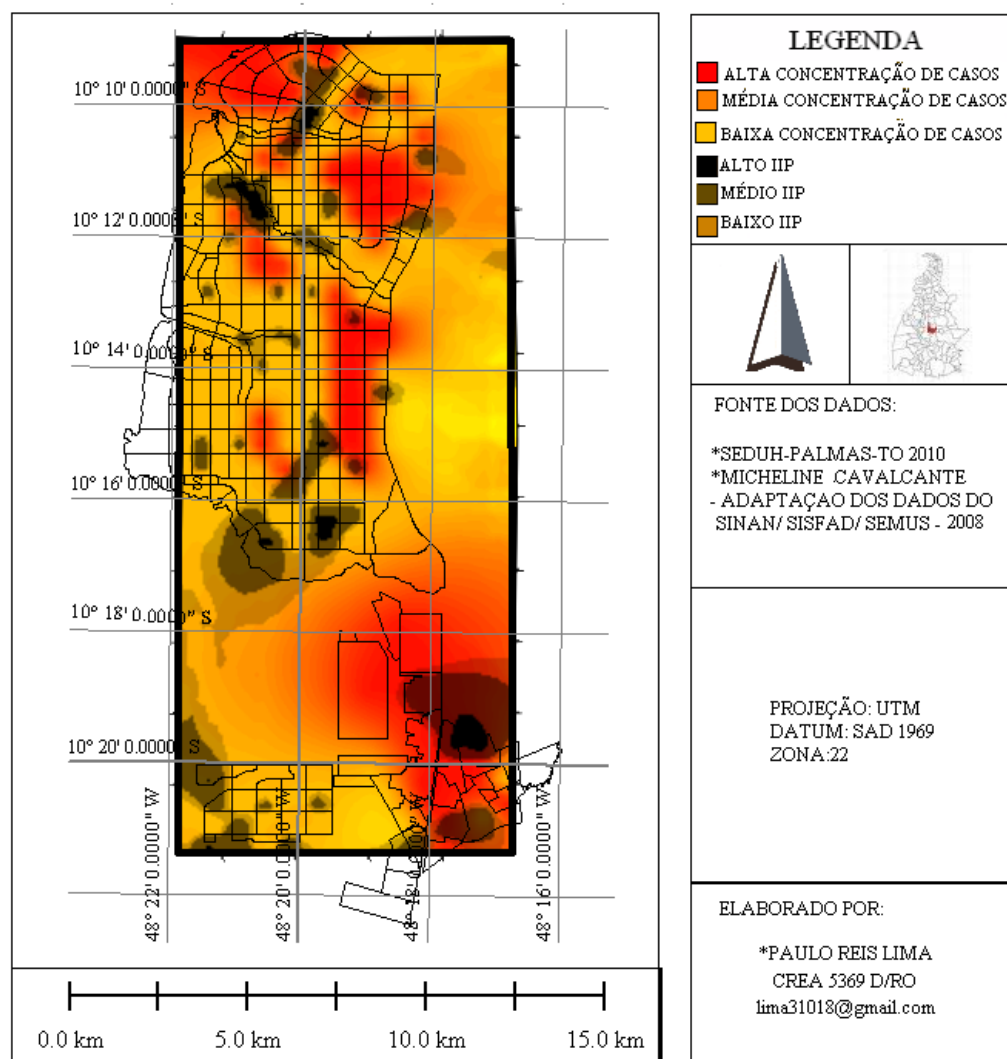 10° 10' 0.0000" S
10° 12' 0.0000" S
10° 14' 0.0000" S
10° 16' 0.0000" S
10° 18' 0.0000" S
10° 20' 0.0000" S
48° 22' 0.0000" W
48° 20' 0.0000" W
48° 18' 0.0000" W
48° 16' 0.0000" W
0.0 km
5.0 km
10.0 km
15.0 km
LEGENDA
ALTA CONCENTRAÇÃO DE CASOS
MÉDIA CONCENTRAÇÃO DE CASOS
BAIXA CONCENTRAÇÃO DE CASOS
ALTO IIP
MÉDIO IIP
BAIXO IIP
FONTE DOS DADOS:
*SEDUH-PALMAS-TO 2010
*MICHELINE CAVALCANTE
- ADAPTAÇAO DOS DADOS DO
SINAN/ SISFAD/ SEMUS - 2008
PROJEÇÃO: UTM
DATUM: SAD 1969
ZONA:22
ELABORADO POR:
*PAULO REIS LIMA
CREA 5369 D/RO
lima31018@gmail.com